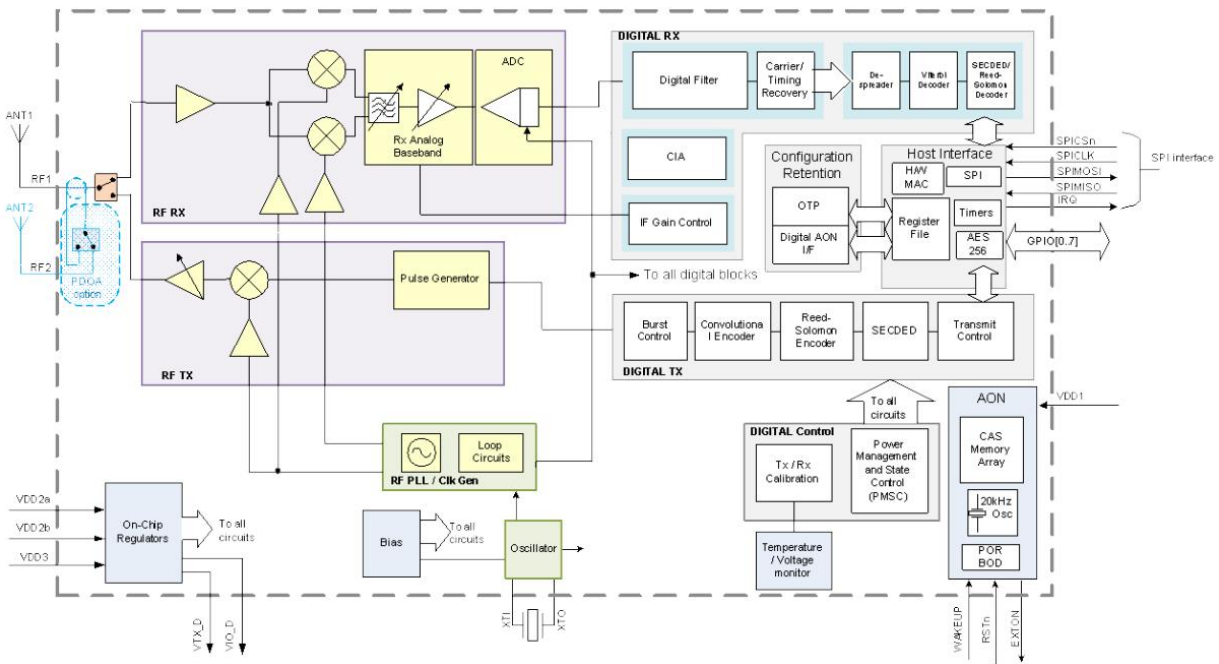 ANT1
RF1
ANT2
RF2
PDOA
option
RF RX
Rx Analog
Baseband
ADC
RF TX
Pulse Generator
DIGITAL RX
Digital Filter
Carrier/
Timing
Recovery
De-
spreader
Viterbi
Decoder
SECDED/
Reed-
Solomon
Decoder
CIA
IF Gain Control
Configuration
Retention
OTP
Digital AON
I/F
Host Interface
H/W
MAC
SPI
Register
File
Timers
AES
256
SPICSn
SPICLK
SPIMOSI
SPIMISO
IRQ
SPI interface
GPIO[0..7]
To all digital blocks
Burst
Control
Convolutiona
l Encoder
Reed-
Solomon
Encoder
SECDED
Transmit
Control
DIGITAL TX
To all
circuits
DIGITAL Control
Tx / Rx
Calibration
Power
Management
and State
Control
(PMSC)
Temperature
/ Voltage
monitor
AON
CAS
Memory
Array
20kHz
Osc
POR
BOD
VDD1
WAKEUP
RSTn
EXTON
Loop
Circuits
RF PLL / Clk Gen
VDD2a
VDD2b
VDD3
On-Chip
Regulators
To all
circuits
VTX_D
VIO_D
Bias
To all
circuits
Oscillator
XTI
XTO